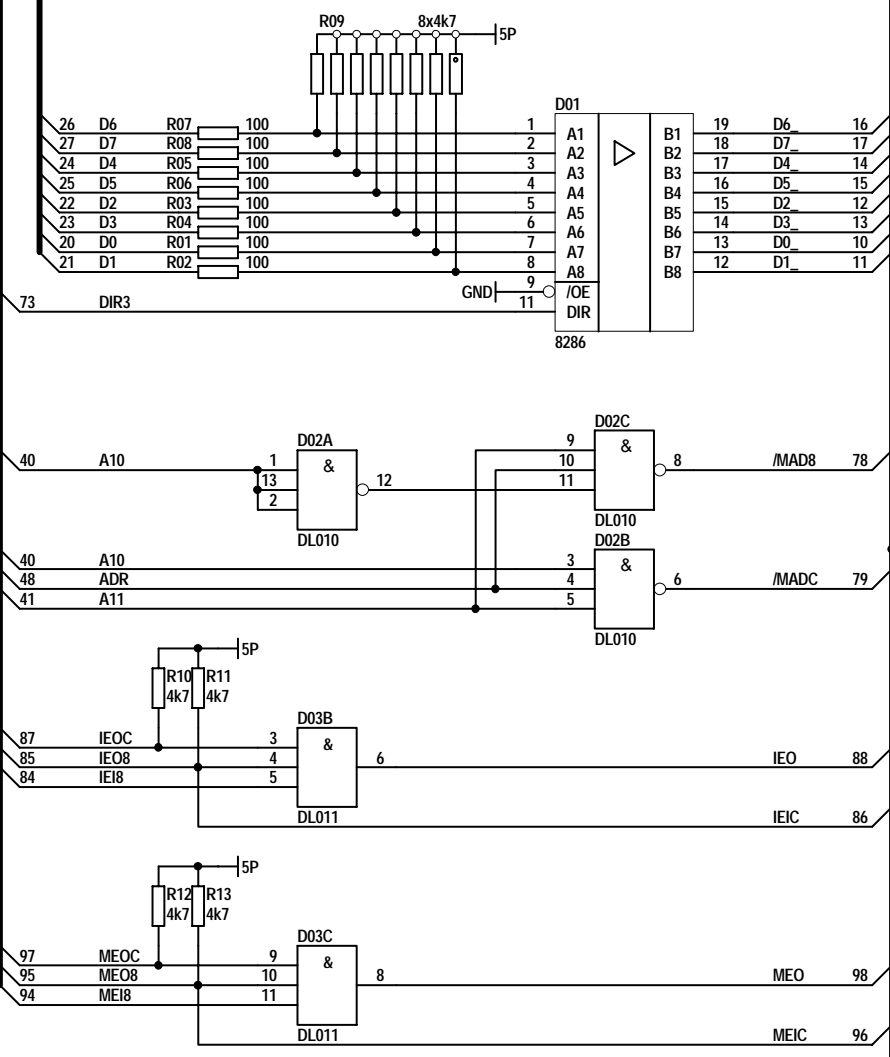 R09 8x4k7 5P
D01
26 D6 R07 100 1 A1 B1 19 D6_ 16
27 D7 R08 100 2 A2 B2 18 D7_ 17
24 D4 R05 100 3 A3 B3 17 D4_ 14
25 D5 R06 100 4 A4 B4 16 D5_ 15
22 D2 R03 100 5 A5 B5 15 D2_ 12
23 D3 R04 100 6 A6 B6 14 D3_ 13
20 D0 R01 100 7 A7 B7 13 D0_ 10
21 D1 R02 100 8 A8 B8 12 D1_ 11
GND 9 /OE
73 DIR3 11 DIR
8286
D02C
D02A 9 &
40 A10 1 & 10 8 /MAD8 78
13 12 11
2
DL010 DL010
D02B
40 A10 3 &
48 ADR 4 6 /MADC 79
41 A11 5
DL010
5P
R10 R11
4k7 4k7
D03B
87 IEOC 3 &
85 IEO8 4 6 IEO 88
84 IEI8 5
DL011 IEIC 86
5P
R12 R13
4k7 4k7
D03C
97 MEOC 9 &
95 MEO8 10 8 MEO 98
94 MEI8 11
DL011 MEIC 96